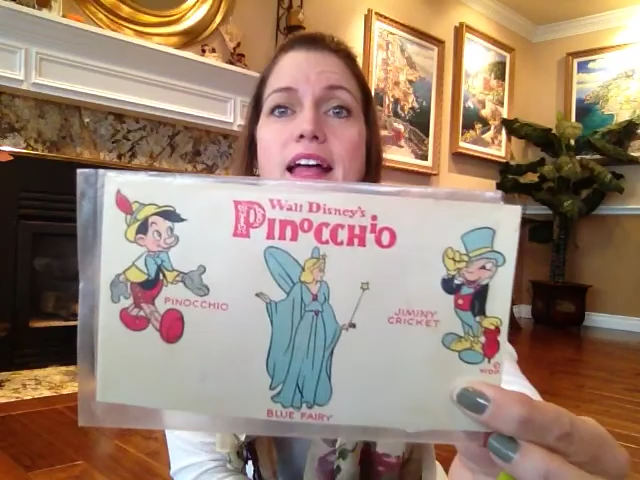 Walt Disney's
PINOCCHIO
PINOCCHIO
JIMINY
CRICKET
BLUE FAIRY
©